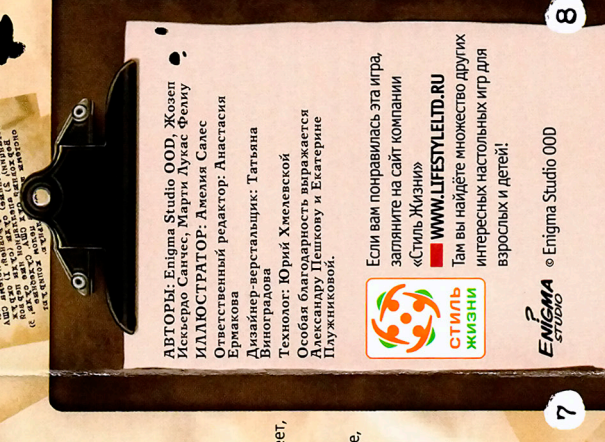 АВТОРЫ: Enigma Studio OOD, Жозеп
Искьердо Санчес, Марти Лукас Фелиу
ИЛЛЮСТРАТОР: Амелия Салес
Ответственный редактор: Анастасия
Ермакова
Дизайнер-верстальщик: Татьяна
Виноградова
Технолог: Юрий Хмелевской
Особая благодарность выражается
Александру Пешкову и Екатерине
Плужниковой.
СТИЛЬ
ЖИЗНИ
Если вам понравилась эта игра,
загляните на сайт компании
«Стиль Жизни»
WWW.LIFESTYLELTD.RU
Там вы найдёте множество других
интересных настольных игр для
взрослых и детей!
ENIGMA
STUDIO
© Enigma Studio OOD
7
8